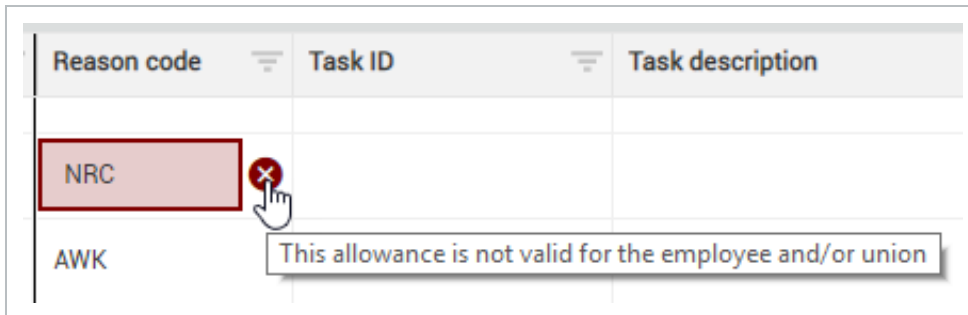 Reason code Task ID Task description
NRC
This allowance is not valid for the employee and/or union
AWK